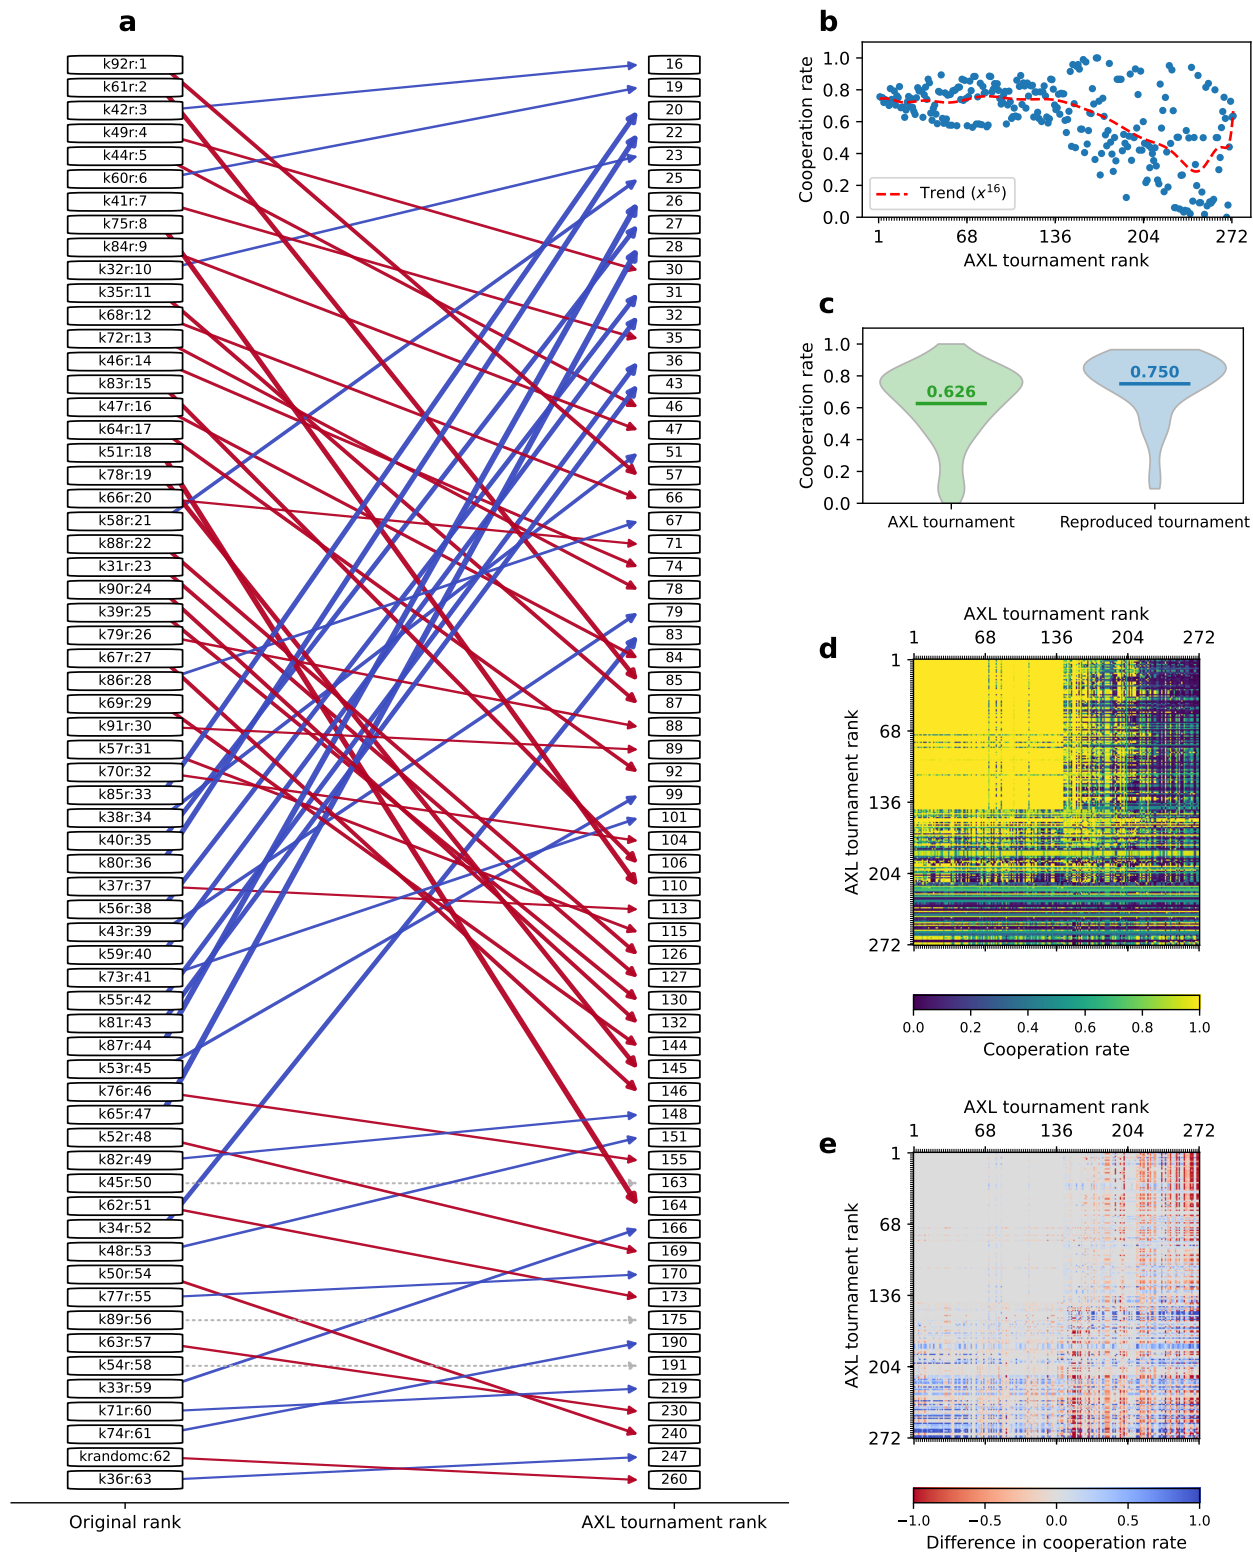 a
k92r:1
k61r:2
k42r:3
k49r:4
k44r:5
k60r:6
k41r:7
k75r:8
k84r:9
k32r:10
k35r:11
k68r:12
k72r:13
k46r:14
k83r:15
k47r:16
k64r:17
k51r:18
k78r:19
k66r:20
k58r:21
k88r:22
k31r:23
k90r:24
k39r:25
k79r:26
k67r:27
k86r:28
k69r:29
k91r:30
k57r:31
k70r:32
k85r:33
k38r:34
k40r:35
k80r:36
k37r:37
k56r:38
k43r:39
k59r:40
k73r:41
k55r:42
k81r:43
k87r:44
k53r:45
k76r:46
k65r:47
k52r:48
k82r:49
k45r:50
k62r:51
k34r:52
k48r:53
k50r:54
k77r:55
k89r:56
k63r:57
k54r:58
k33r:59
k71r:60
k74r:61
krandomc:62
k36r:63
16
19
20
22
23
25
26
27
28
30
31
32
35
36
43
46
47
51
57
66
67
71
74
78
79
83
84
85
87
88
89
92
99
101
104
106
110
113
115
126
127
130
132
144
145
146
148
151
155
163
164
166
169
170
173
175
190
191
219
230
240
247
260
Original rank
AXL tournament rank
b
Cooperation rate
1.0
0.8
0.6
0.4
0.2
0.0
Trend (x^16)
1 68 136 204 272
AXL tournament rank
c
Cooperation rate
1.0
0.8
0.6
0.4
0.2
0.0
0.626
0.750
AXL tournament
Reproduced tournament
d
AXL tournament rank
1 68 136 204 272
AXL tournament rank
1
68
136
204
272
0.0 0.2 0.4 0.6 0.8 1.0
Cooperation rate
e
AXL tournament rank
1 68 136 204 272
AXL tournament rank
1
68
136
204
272
−1.0 −0.5 0.0 0.5 1.0
Difference in cooperation rate